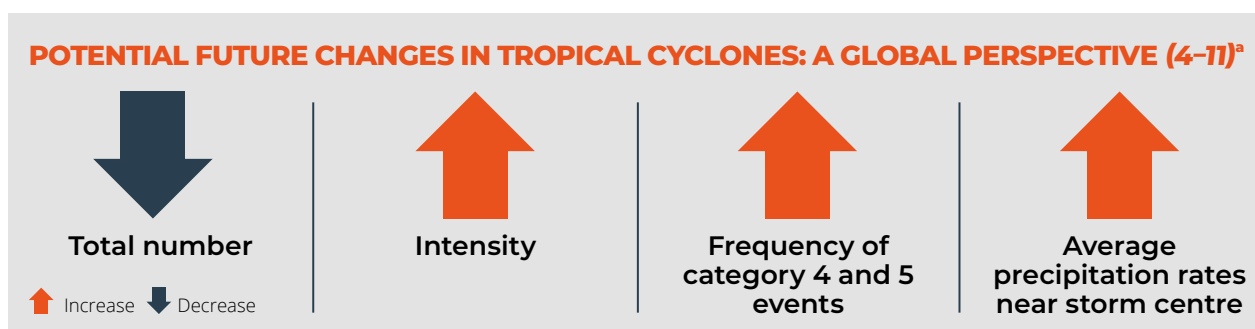 POTENTIAL FUTURE CHANGES IN TROPICAL CYCLONES: A GLOBAL PERSPECTIVE (4–11)ª
Total number
Intensity
Frequency of
category 4 and 5
events
Average
precipitation rates
near storm centre
Increase
Decrease